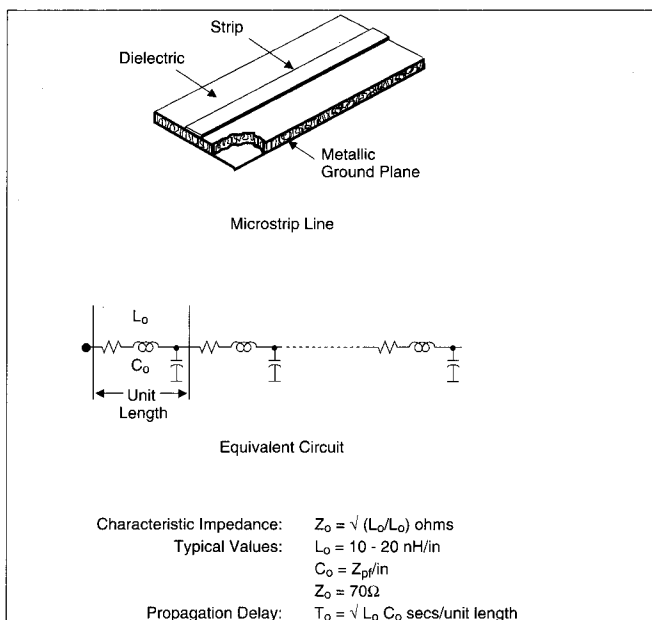 Strip
Dielectric
Metallic
Ground Plane
Microstrip Line
Lo
Co
Unit
Length
Equivalent Circuit
Characteristic Impedance: Zo = √ (Lo/Lo) ohms
Typical Values: Lo = 10 - 20 nH/in
Co = Zpf/in
Zo = 70Ω
Propagation Delay: To = √ Lo Co secs/unit length